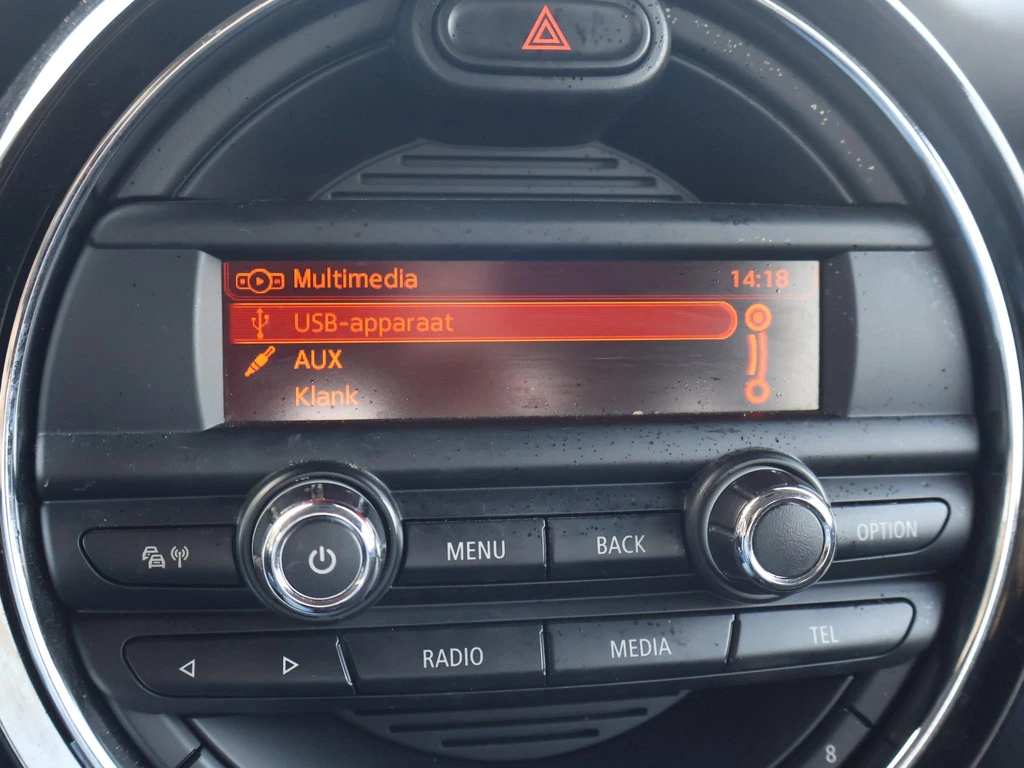 Multimedia 14:18
USB-apparaat
AUX
Klank
MENU BACK OPTION
RADIO MEDIA TEL
8